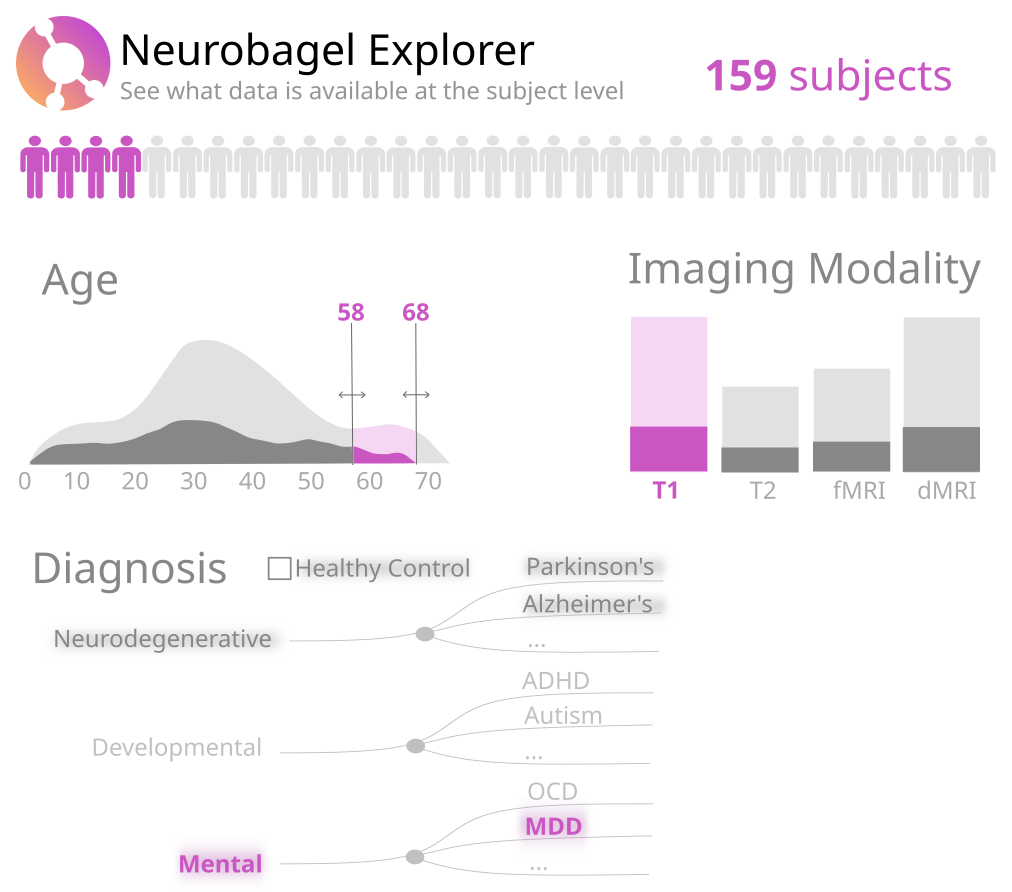 Neurobagel Explorer
See what data is available at the subject level
159 subjects
Age
58 68
0 10 20 30 40 50 60 70
Imaging Modality
T1 T2 fMRI dMRI
Diagnosis
Healthy Control
Neurodegenerative
Parkinson's
Alzheimer's
...
Developmental
ADHD
Autism
...
Mental
OCD
MDD
...